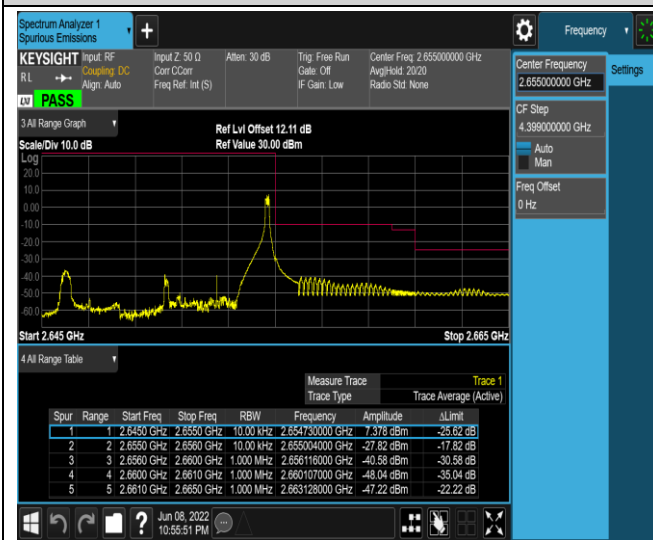 Spectrum Analyzer 1
Spurious Emissions
+
Frequency
KEYSIGHT
R L
LXI
PASS
Input: RF
Coupling: DC
Align: Auto
Input Z: 50 Ω
Corr CCorr
Freq Ref: Int (S)
Atten: 30 dB
Trig: Free Run
Gate: Off
IF Gain: Low
Center Freq: 2.655000000 GHz
Avg|Hold: 20/20
Radio Std: None
Center Frequency
2.655000000 GHz
Settings
CF Step
4.399000000 GHz
Auto
Man
Freq Offset
0 Hz
3 All Range Graph
Scale/Div 10.0 dB
Ref Lvl Offset 12.11 dB
Ref Value 30.00 dBm
Log
20.0
10.0
0.00
-10.0
-20.0
-30.0
-40.0
-50.0
-60.0
Start 2.645 GHz
Stop 2.665 GHz
4 All Range Table
Measure Trace Trace 1
Trace Type Trace Average (Active)
Spur Range Start Freq Stop Freq RBW Frequency Amplitude ΔLimit
1 1 2.6450 GHz 2.6550 GHz 10.00 kHz 2.654730000 GHz 7.378 dBm -25.62 dB
2 2 2.6550 GHz 2.6560 GHz 10.00 kHz 2.655004000 GHz -27.82 dBm -17.82 dB
3 3 2.6560 GHz 2.6600 GHz 1.000 MHz 2.656116000 GHz -40.58 dBm -30.58 dB
4 4 2.6600 GHz 2.6610 GHz 1.000 MHz 2.660107000 GHz -48.04 dBm -35.04 dB
5 5 2.6610 GHz 2.6650 GHz 1.000 MHz 2.663128000 GHz -47.22 dBm -22.22 dB
?
Jun 08, 2022
10:55:51 PM